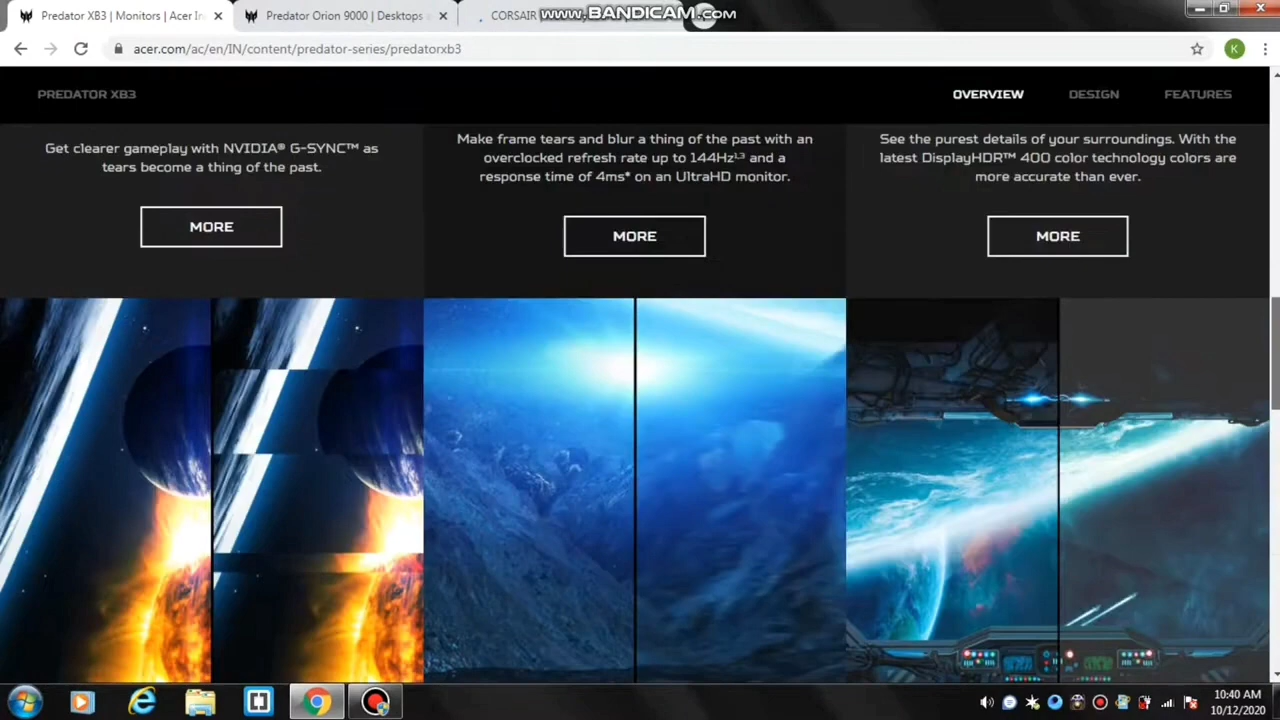 Predator XB3 | Monitors | Acer In
Predator Orion 9000 | Desktops
CORSAIR
www.BANDICAM.com
acer.com/ac/en/IN/content/predator-series/predatorxb3
K
PREDATOR XB3
OVERVIEW
DESIGN
FEATURES
Get clearer gameplay with NVIDIA® G-SYNC™ as
tears become a thing of the past.
MORE
Make frame tears and blur a thing of the past with an
overclocked refresh rate up to 144Hz¹·³ and a
response time of 4ms* on an UltraHD monitor.
MORE
See the purest details of your surroundings. With the
latest DisplayHDR™ 400 color technology colors are
more accurate than ever.
MORE
10:40 AM
10/12/2020